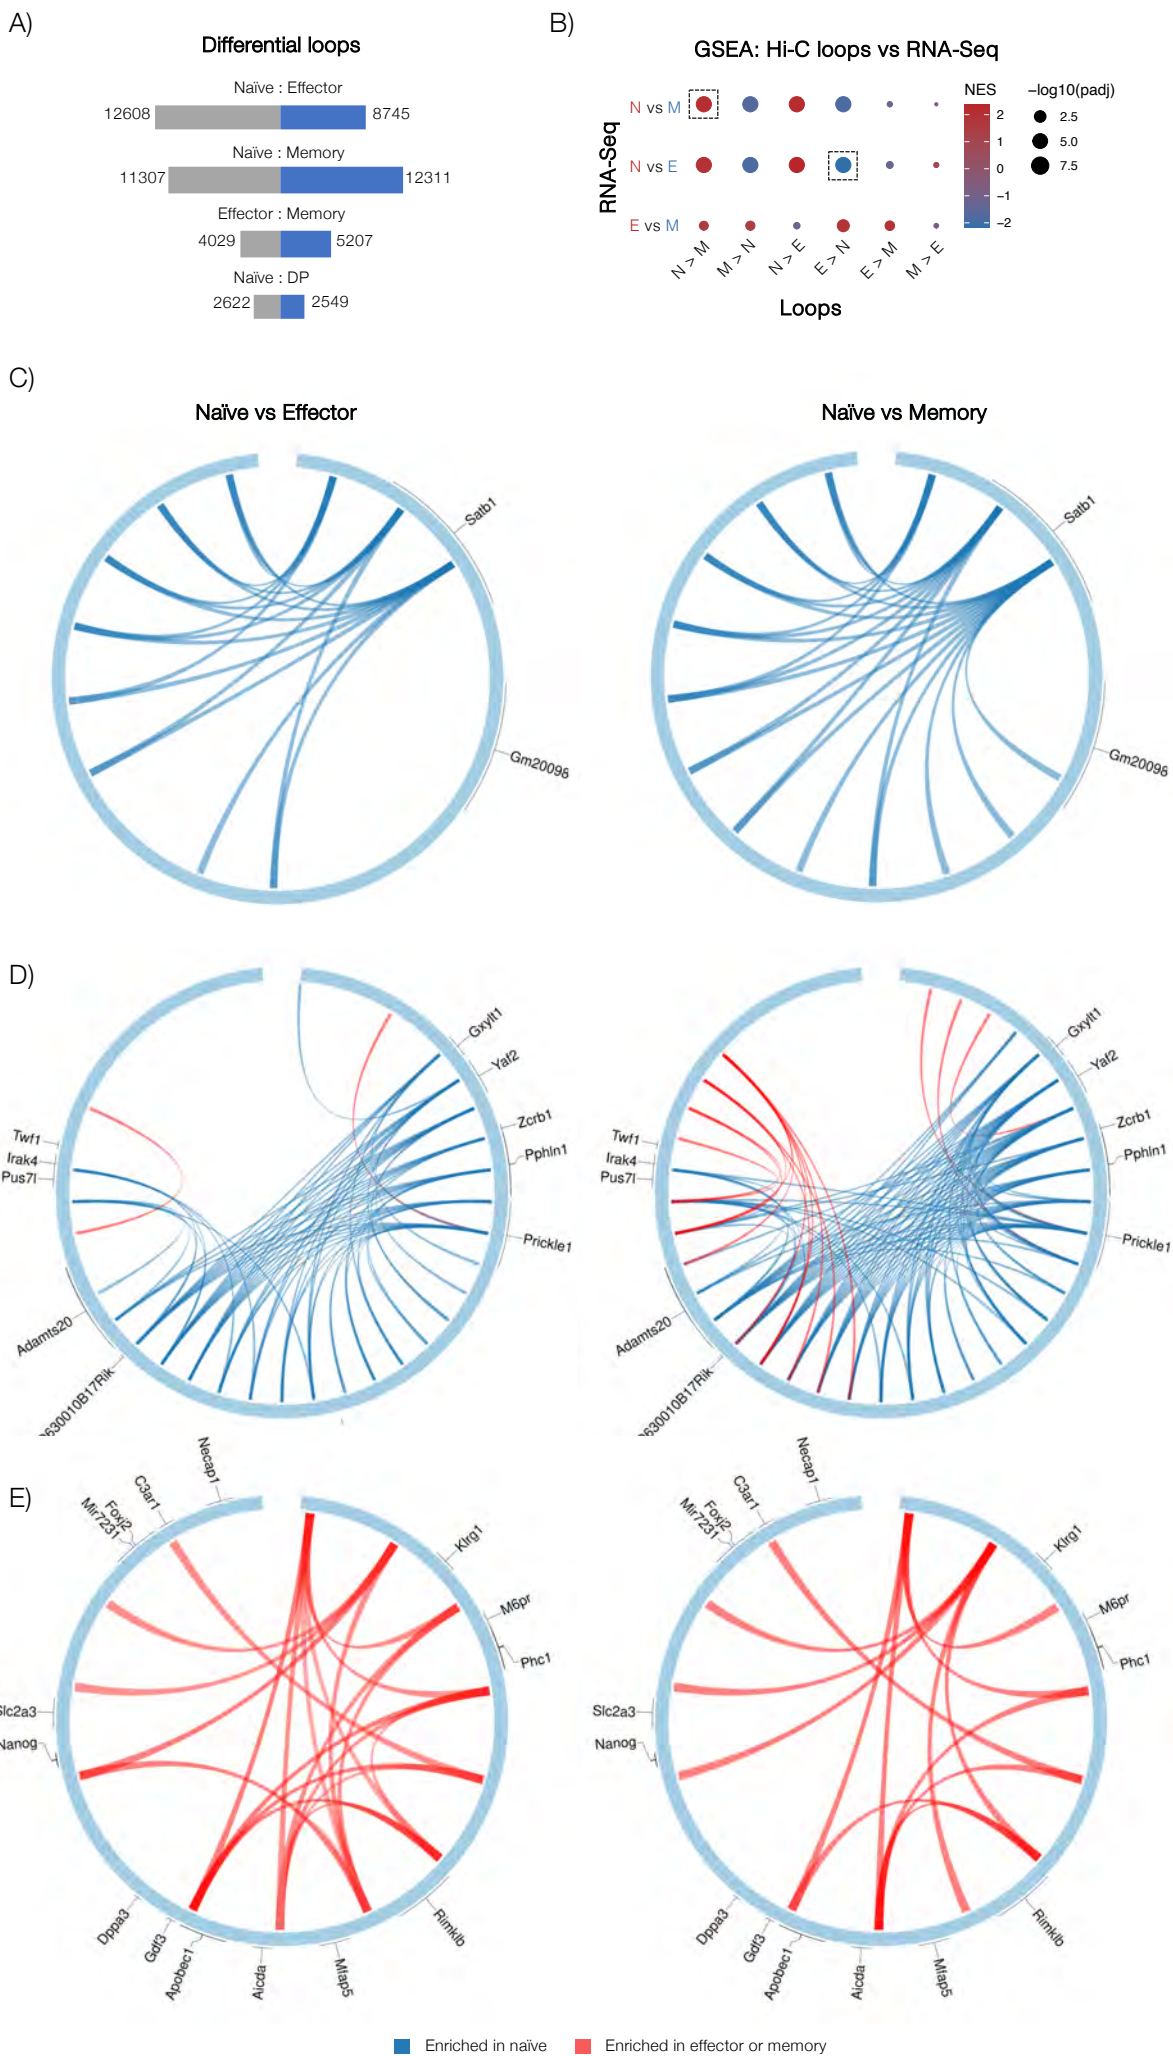 A)
Differential loops
Naïve : Effector
12608 8745
Naïve : Memory
11307 12311
Effector : Memory
4029 5207
Naïve : DP
2622 2549
B)
GSEA: Hi-C loops vs RNA-Seq
RNA-Seq
N vs M
N vs E
E vs M
N > M
M > N
N > E
E > N
E > M
M > E
Loops
NES
2
1
0
−1
−2
−log10(padj)
2.5
5.0
7.5
C)
Naïve vs Effector
Satb1
Gm20098
Naïve vs Memory
Satb1
Gm20098
D)
Gxylt1
Yaf2
Zcrb1
Pphln1
Prickle1
Twf1
Irak4
Pus7l
Adamts20
630010B17Rik
Gxylt1
Yaf2
Zcrb1
Pphln1
Prickle1
Twf1
Irak4
Pus7l
Adamts20
630010B17Rik
E)
Necap1
C3ar1
Foxj2
Mir7231
Klrg1
M6pr
Phc1
Slc2a3
Nanog
Dppa3
Gdf3
Apobec1
Aicda
Mfap5
Rimklb
Necap1
C3ar1
Foxj2
Mir7231
Klrg1
M6pr
Phc1
Slc2a3
Nanog
Dppa3
Gdf3
Apobec1
Aicda
Mfap5
Rimklb
Enriched in naïve
Enriched in effector or memory